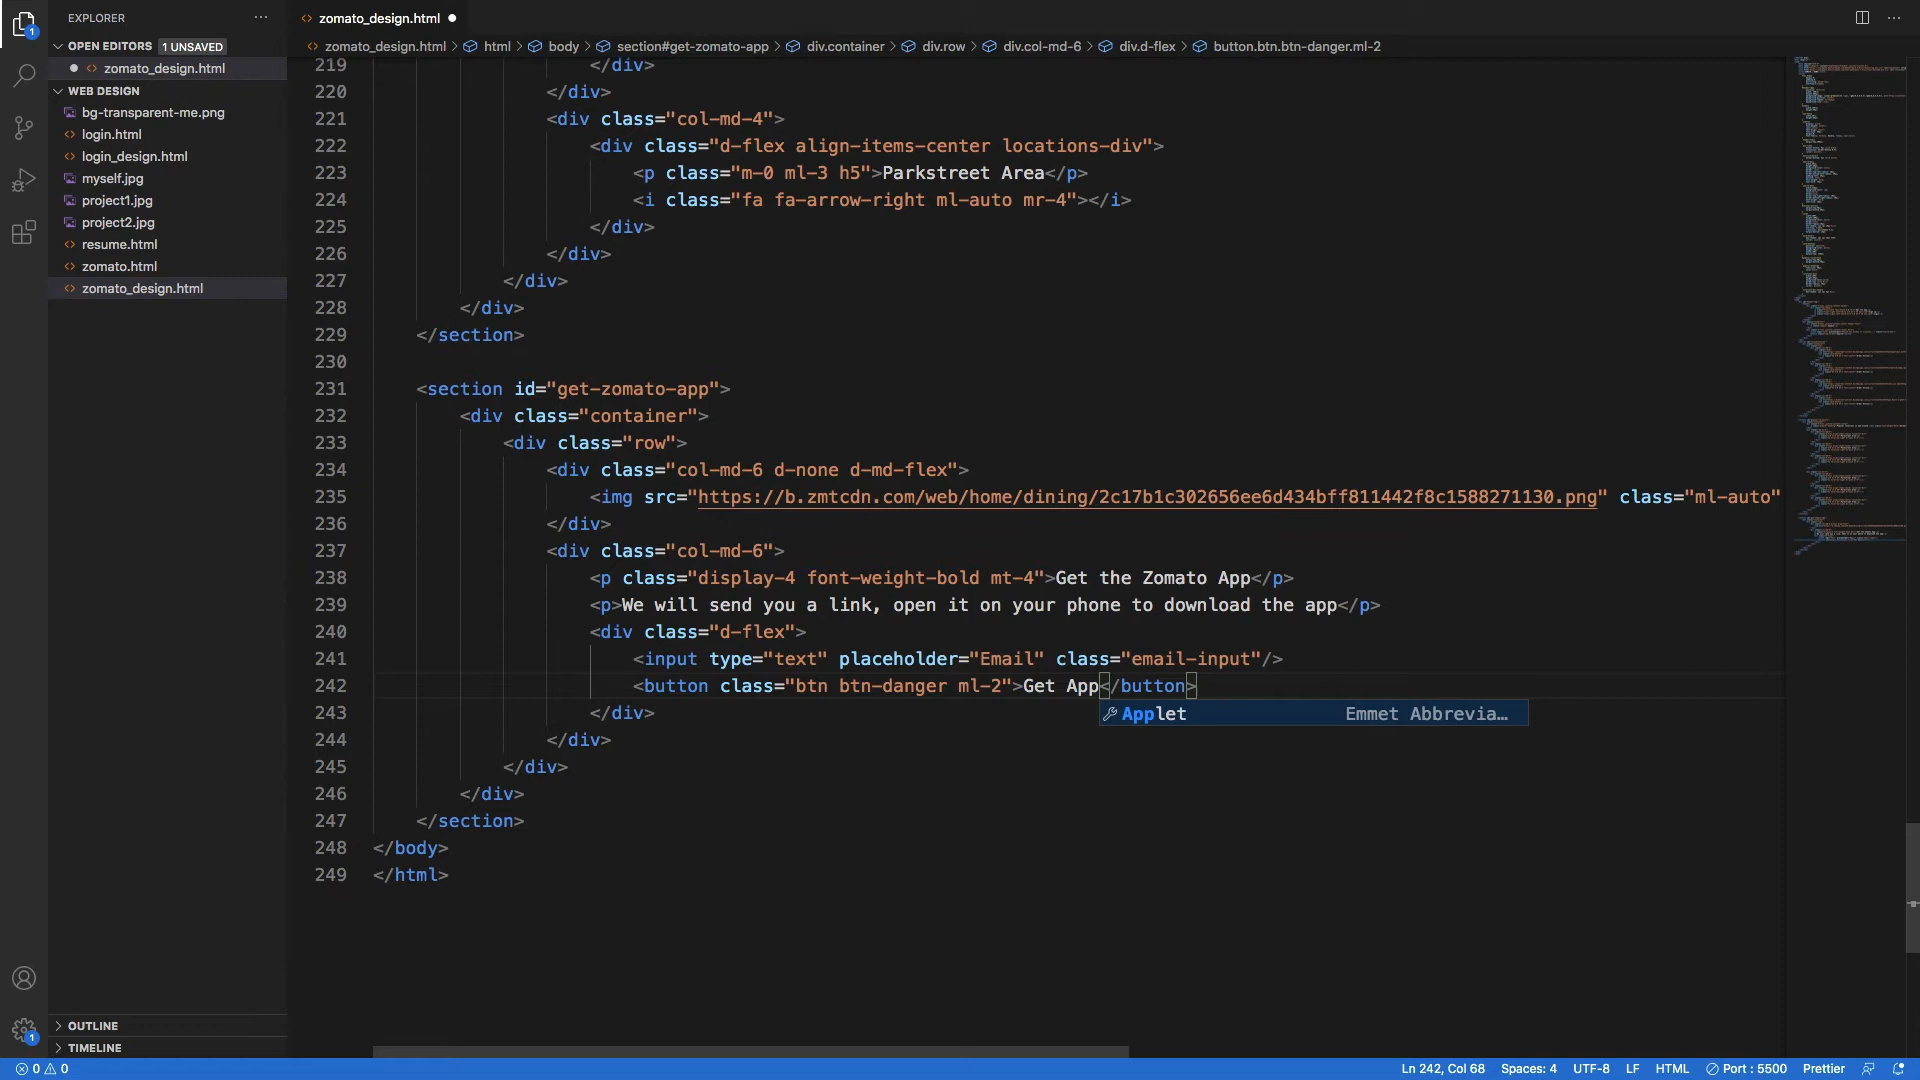 EXPLORER
zomato_design.html
OPEN EDITORS 1 UNSAVED
zomato_design.html > html > body > section#get-zomato-app > div.container > div.row > div.col-md-6 > div.d-flex > button.btn.btn-danger.ml-2
zomato_design.html
WEB DESIGN
bg-transparent-me.png
login.html
login_design.html
myself.jpg
project1.jpg
project2.jpg
resume.html
zomato.html
zomato_design.html
219 </div>
220 </div>
221 <div class="col-md-4">
222 <div class="d-flex align-items-center locations-div">
223 <p class="m-0 ml-3 h5">Parkstreet Area</p>
224 <i class="fa fa-arrow-right ml-auto mr-4"></i>
225 </div>
226 </div>
227 </div>
228 </div>
229 </section>
230
231 <section id="get-zomato-app">
232 <div class="container">
233 <div class="row">
234 <div class="col-md-6 d-none d-md-flex">
235 <img src="https://b.zmtcdn.com/web/home/dining/2c17b1c302656ee6d434bff811442f8c1588271130.png" class="ml-auto"
236 </div>
237 <div class="col-md-6">
238 <p class="display-4 font-weight-bold mt-4">Get the Zomato App</p>
239 <p>We will send you a link, open it on your phone to download the app</p>
240 <div class="d-flex">
241 <input type="text" placeholder="Email" class="email-input"/>
242 <button class="btn btn-danger ml-2">Get App</button>
Applet Emmet Abbrevia…
243 </div>
244 </div>
245 </div>
246 </div>
247 </section>
248 </body>
249 </html>
OUTLINE
TIMELINE
1
1
0 0
Ln 242, Col 68 Spaces: 4 UTF-8 LF HTML Port : 5500 Prettier